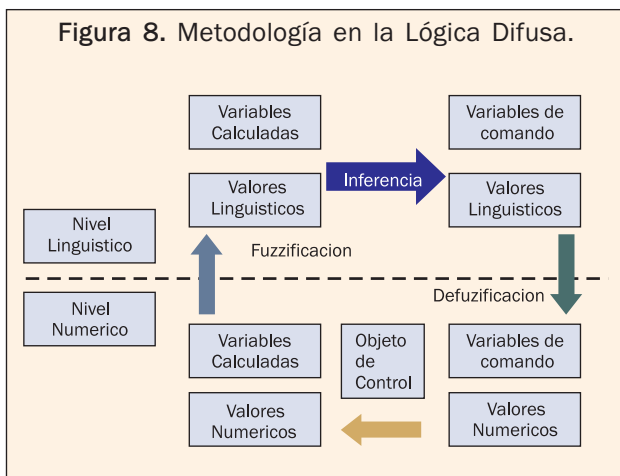 Figura 8. Metodología en la Lógica Difusa.
Variables
Calculadas
Variables de
comando
Inferencia
Valores
Linguisticos
Valores
Linguisticos
Nivel
Linguistico
Fuzzificacion
Nivel
Numerico
Defuzificacion
Variables
Calculadas
Objeto
de
Control
Variables de
comando
Valores
Numericos
Valores
Numericos